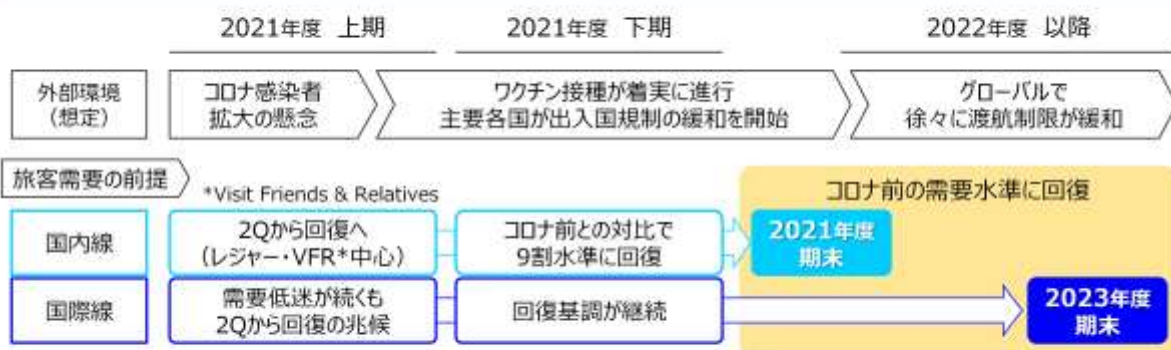 2021年度 上期
2021年度 下期
2022年度 以降
外部環境
(想定)
コロナ感染者
拡大の懸念
ワクチン接種が着実に進行
主要各国が出入国規制の緩和を開始
グローバルで
徐々に渡航制限が緩和
旅客需要の前提
*Visit Friends & Relatives
コロナ前の需要水準に回復
国内線
2Qから回復へ
(レジャー・VFR*中心)
コロナ前との対比で
9割水準に回復
2021年度
期末
国際線
需要低迷が続くも
2Qから回復の兆候
回復基調が継続
2023年度
期末